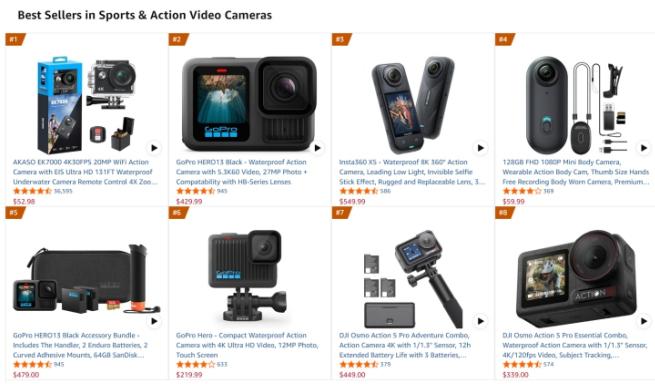 Best Sellers in Sports & Action Video Cameras
#1
#2
#3
#4
GoPro
GoPro
AKASO EK7000 4K30FPS 20MP WiFi Action
Camera with EIS Ultra HD 131FT Waterproof
Underwater Camera Remote Control 4X Zoo...
36,595
$52.98
GoPro HERO13 Black - Waterproof Action
Camera with 5.3K60 Video, 27MP Photo +
Compatability with HB-Series Lenses
945
$429.99
Insta360 X5 - Waterproof 8K 360° Action
Camera, Leading Low Light, Invisible Selfie
Stick Effect, Rugged and Replaceable Lens, 3...
586
$549.99
128GB FHD 1080P Mini Body Camera,
Wearable Action Body Cam, Thumb Size Hands
Free Recording Body Worn Camera, Premium...
369
$59.99
#5
#6
#7
#8
GoPro
ACTION
GoPro HERO13 Black Accessory Bundle -
Includes The Handler, 2 Enduro Batteries, 2
Curved Adhesive Mounts, 64GB SanDisk...
945
$479.00
GoPro Hero - Compact Waterproof Action
Camera with 4K Ultra HD Video, 12MP Photo,
Touch Screen
633
$219.99
DJI Osmo Action 5 Pro Adventure Combo,
Action Camera 4K with 1/1.3" Sensor, 12h
Extended Battery Life with 3 Batteries,...
379
$449.00
DJI Osmo Action 5 Pro Essential Combo,
Waterproof Action Camera with 1/1.3" Sensor,
4K/120fps Video, Subject Tracking,...
574
$339.00